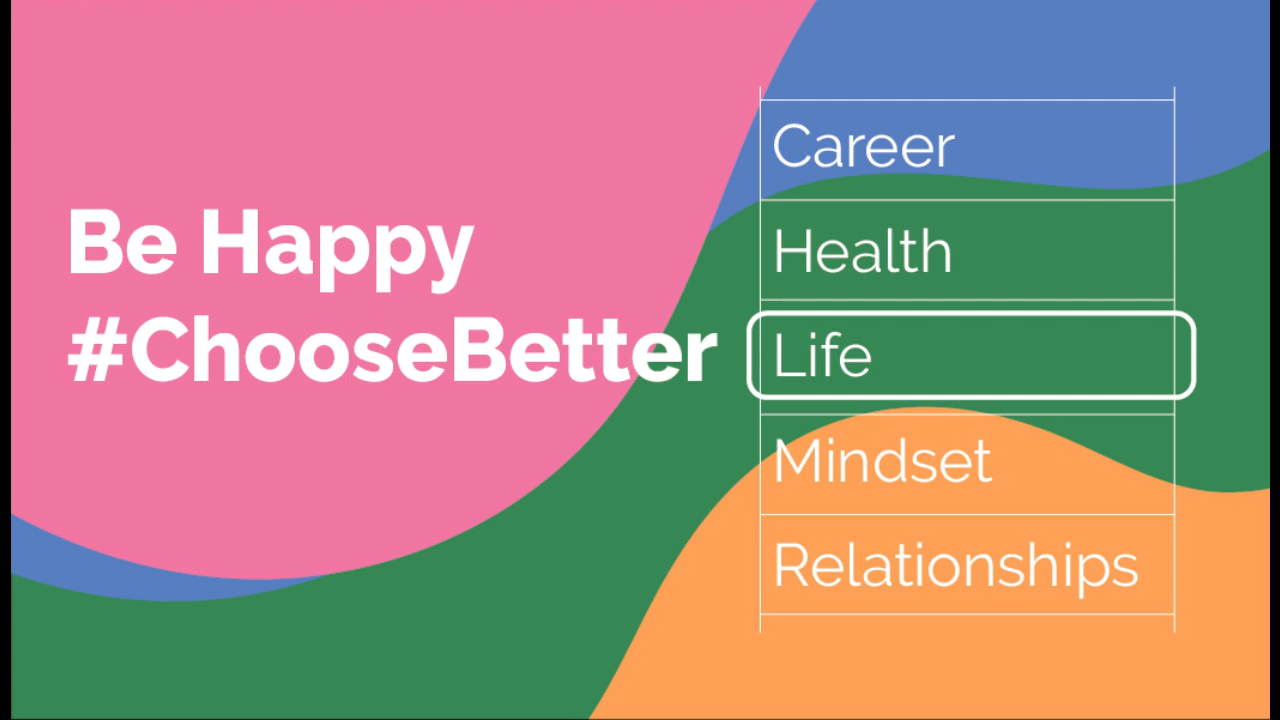 Be Happy
#ChooseBetter
Career
Health
Life
Mindset
Relationships